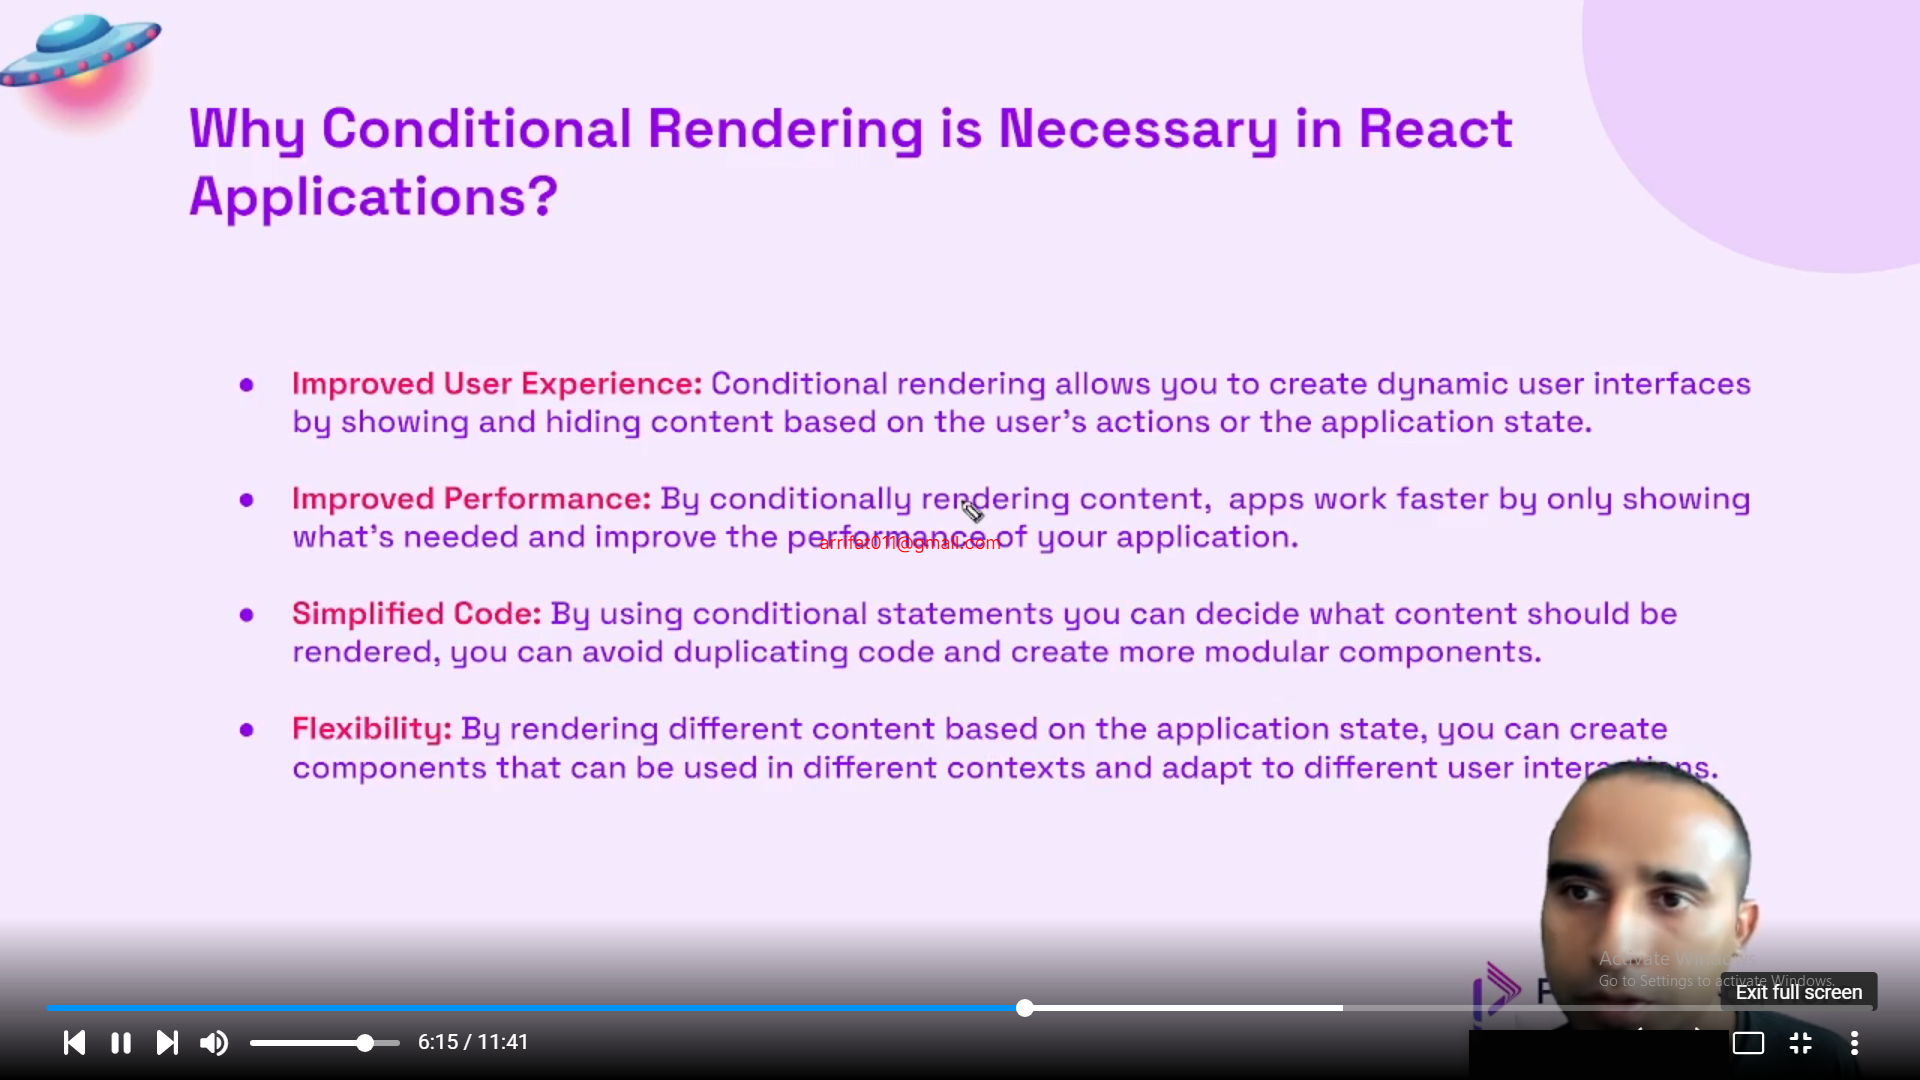 Why Conditional Rendering is Necessary in React
Applications?
● Improved User Experience: Conditional rendering allows you to create dynamic user interfaces
by showing and hiding content based on the user's actions or the application state.
● Improved Performance: By conditionally rendering content, apps work faster by only showing
what's needed and improve the performance of your application.
arrifat011@gmail.com
● Simplified Code: By using conditional statements you can decide what content should be
rendered, you can avoid duplicating code and create more modular components.
● Flexibility: By rendering different content based on the application state, you can create
components that can be used in different contexts and adapt to different user interactions.
Activate Windows
Go to Settings to activate Windows.
Exit full screen
6:15 / 11:41